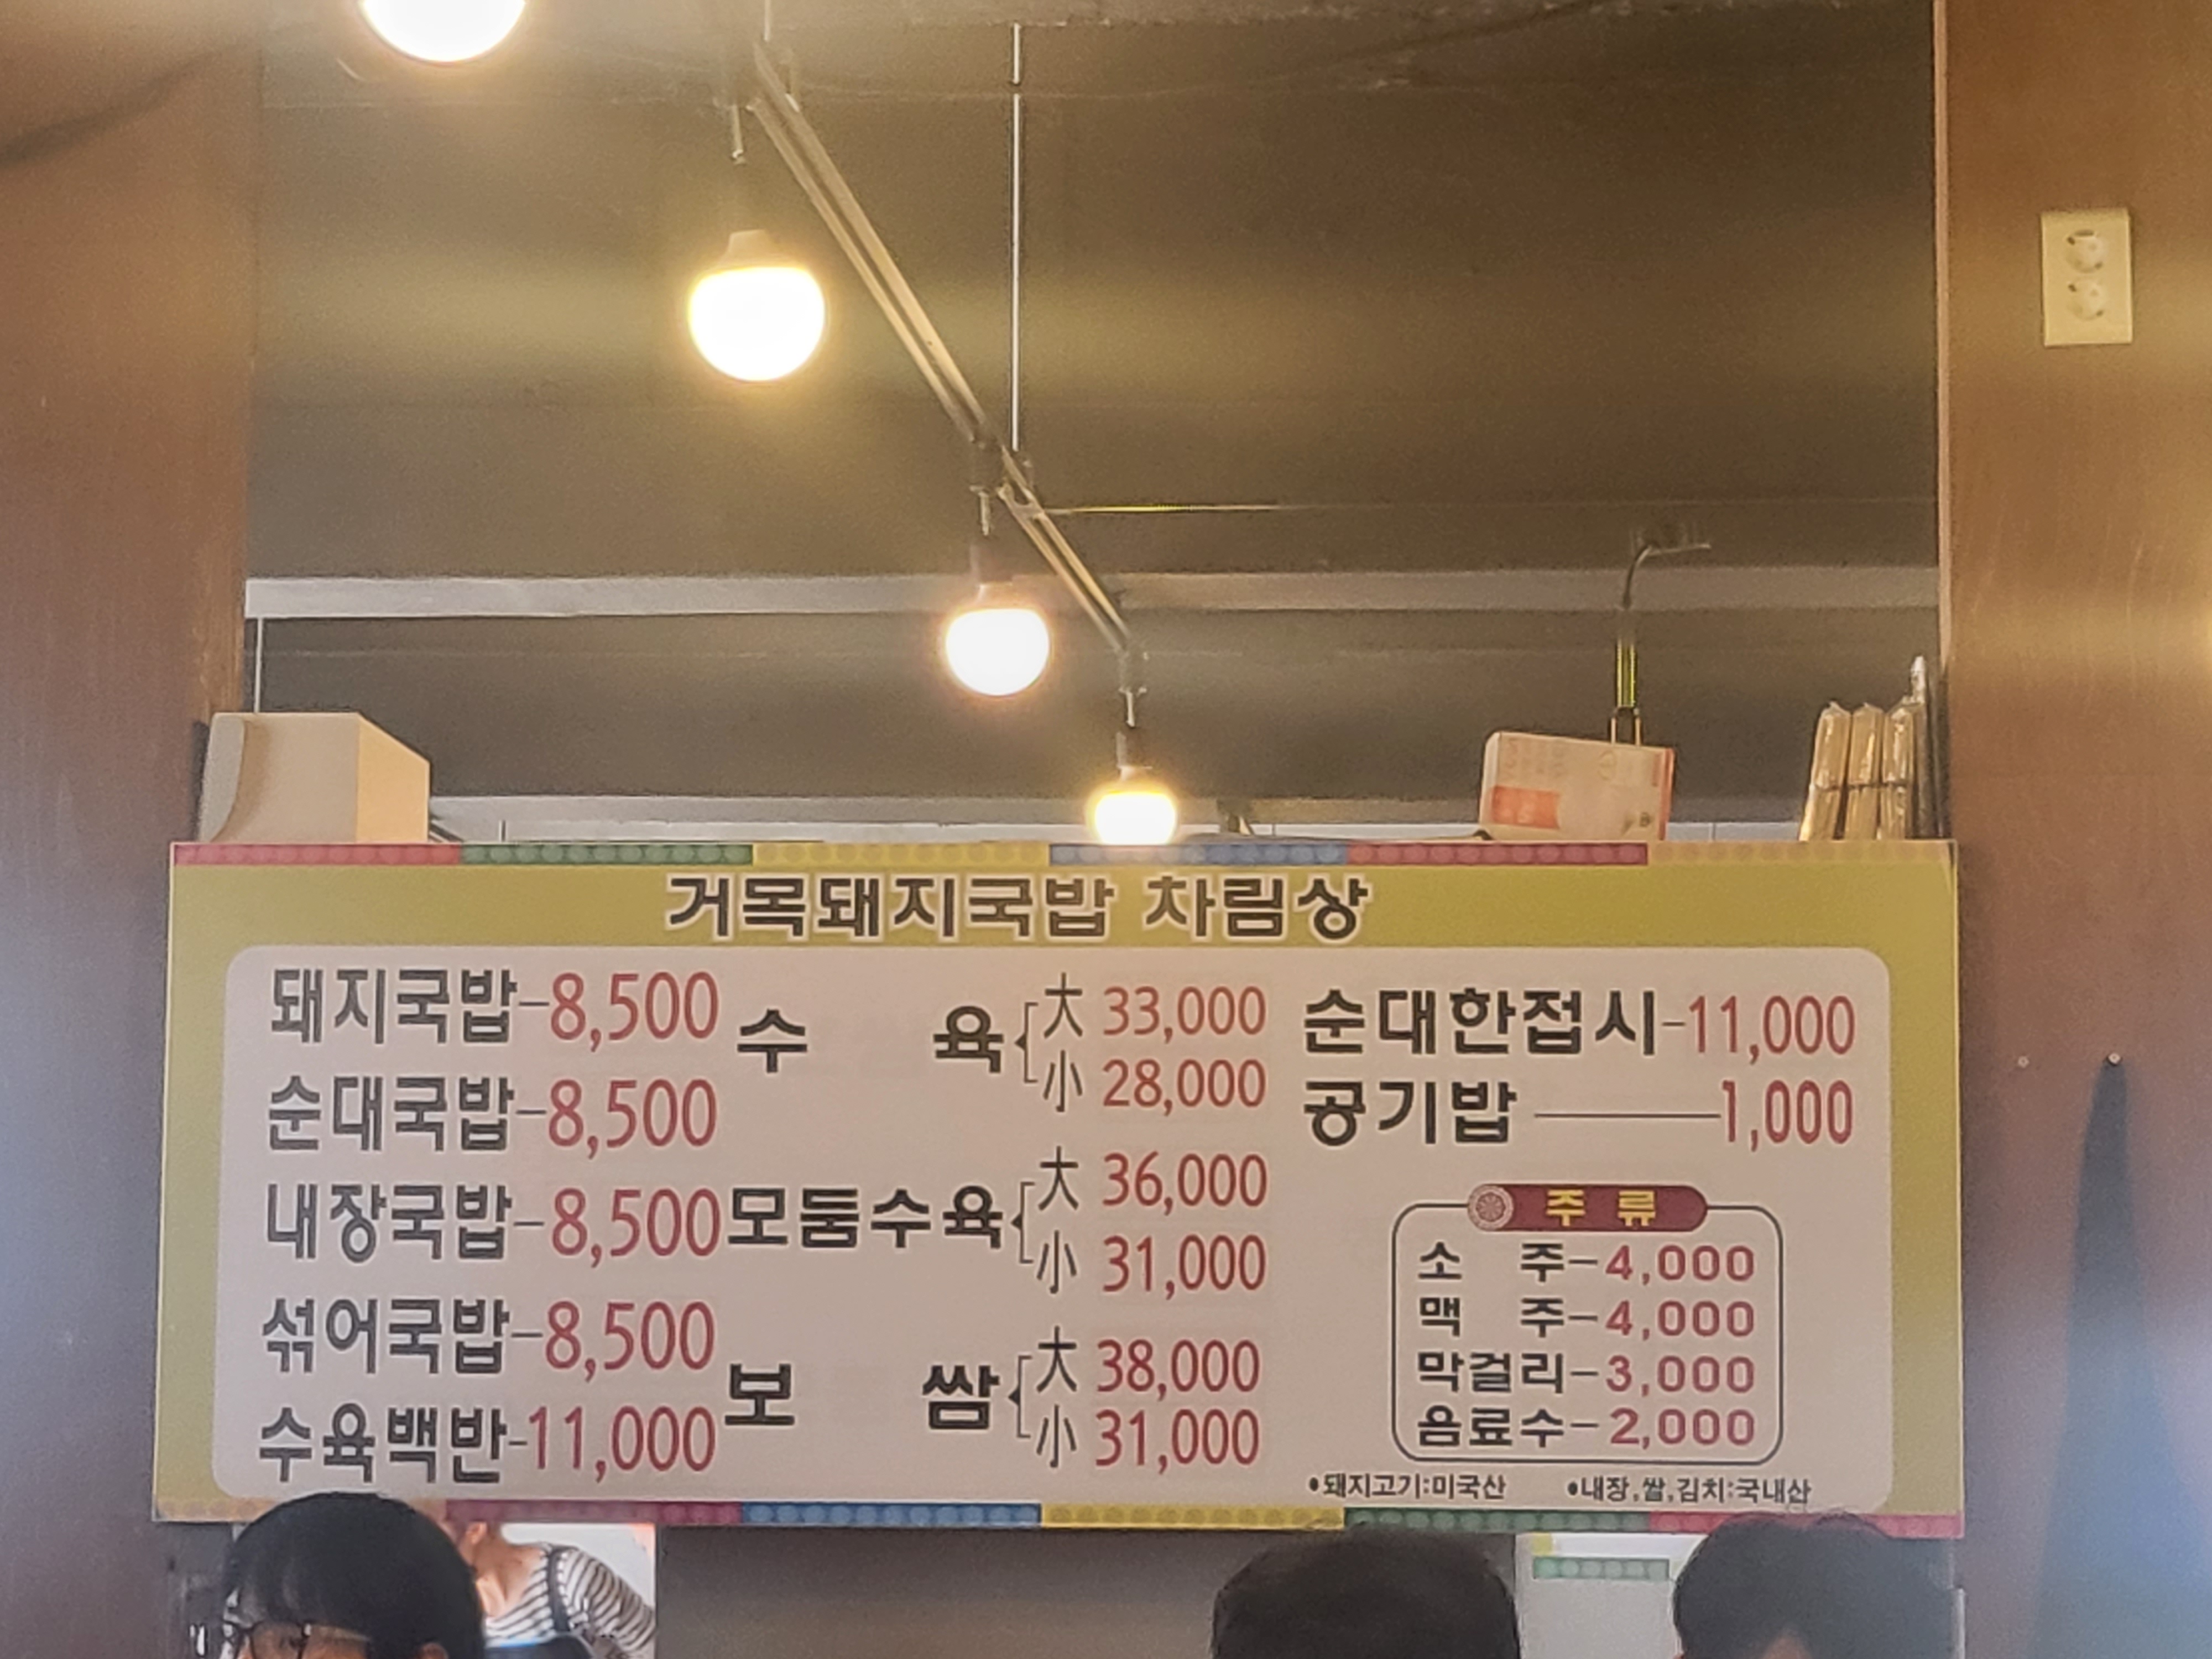 거목돼지국밥 차림상
돼지국밥-8,500
순대국밥-8,500
내장국밥-8,500
섞어국밥-8,500
수육백반-11,000
수 육
大 33,000
小 28,000
모둠수육
大 36,000
小 31,000
보 쌈
大 38,000
小 31,000
순대한접시-11,000
공기밥-1,000
주류
소 주-4,000
맥 주-4,000
막걸리-3,000
음료수-2,000
•돼지고기:미국산 •내장,쌀,김치:국내산